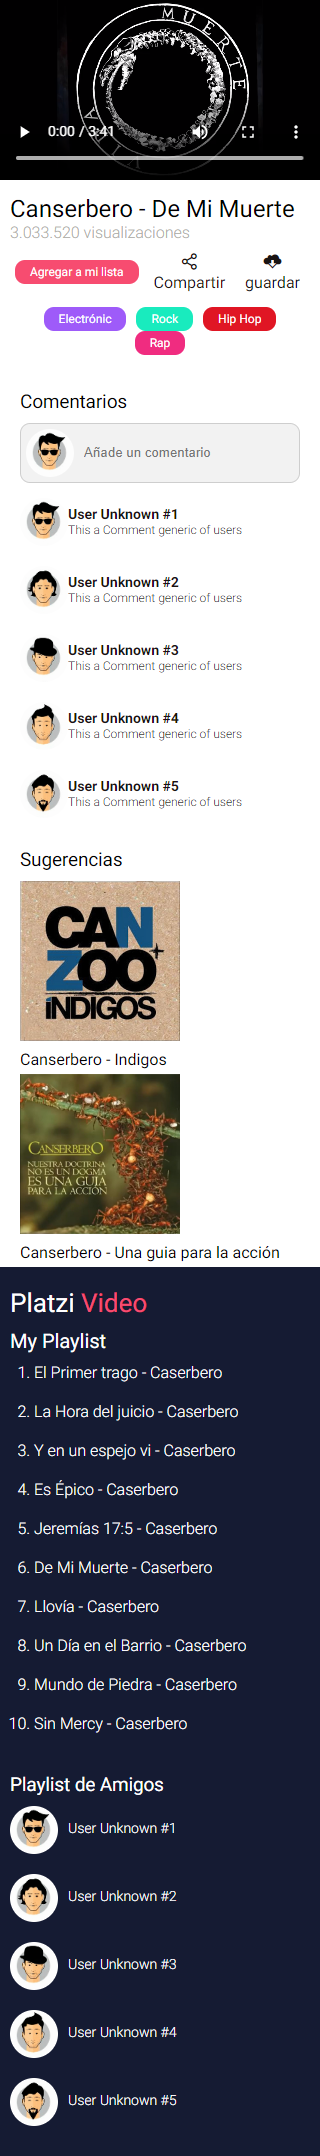 MUERTE
0:00 / 3:41
Canserbero - De Mi Muerte
3.033.520 visualizaciones
Agregar a mi lista
Compartir
guardar
Electrónic
Rock
Hip Hop
Rap
Comentarios
Añade un comentario
User Unknown #1
This a Comment generic of users
User Unknown #2
This a Comment generic of users
User Unknown #3
This a Comment generic of users
User Unknown #4
This a Comment generic of users
User Unknown #5
This a Comment generic of users
Sugerencias
CANZOO
INDIGOS
Canserbero - Indigos
CANSERBERO
NUESTRA DOCTRINA
NO ES UN DOGMA
ES UNA GUIA
PARA LA ACCIÓN
Canserbero - Una guia para la acción
Platzi Video
My Playlist
1. El Primer trago - Caserbero
2. La Hora del juicio - Caserbero
3. Y en un espejo vi - Caserbero
4. Es Épico - Caserbero
5. Jeremías 17:5 - Caserbero
6. De Mi Muerte - Caserbero
7. Llovía - Caserbero
8. Un Día en el Barrio - Caserbero
9. Mundo de Piedra - Caserbero
10. Sin Mercy - Caserbero
Playlist de Amigos
User Unknown #1
User Unknown #2
User Unknown #3
User Unknown #4
User Unknown #5